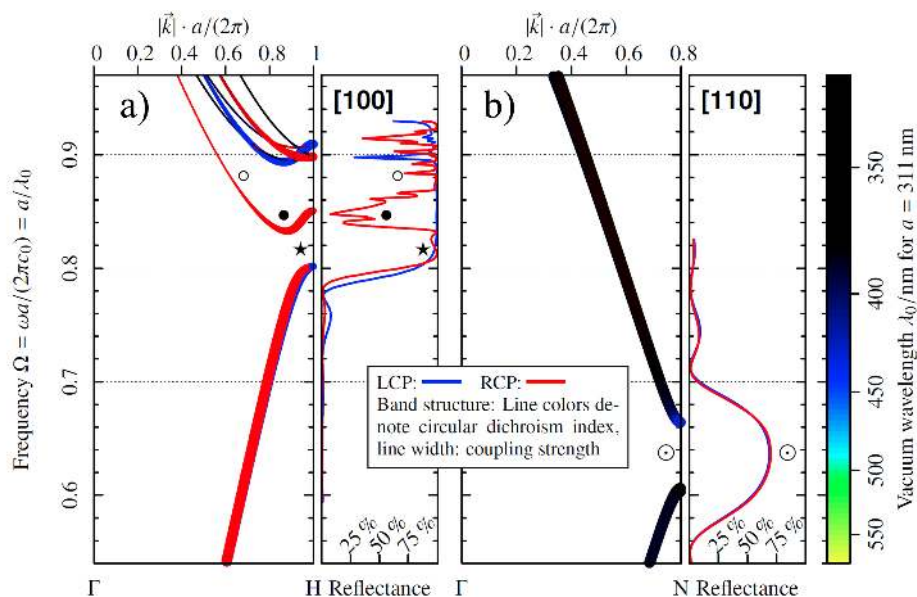 |k⃗| · a/(2π)
|k⃗| · a/(2π)
0 0.2 0.4 0.6 0.8 1
0 0.2 0.4 0.6 0.8
Frequency Ω = ωa/(2πc₀) = a/λ₀
0.9
0.8
0.7
0.6
a)
[100]
b)
[110]
LCP: RCP:
Band structure: Line colors de-
note circular dichroism index,
line width: coupling strength
25 % 50 % 75 %
25 % 50 % 75 %
Γ H Reflectance Γ N Reflectance
350
400
450
500
550
Vacuum wavelength λ₀/nm for a = 311 nm